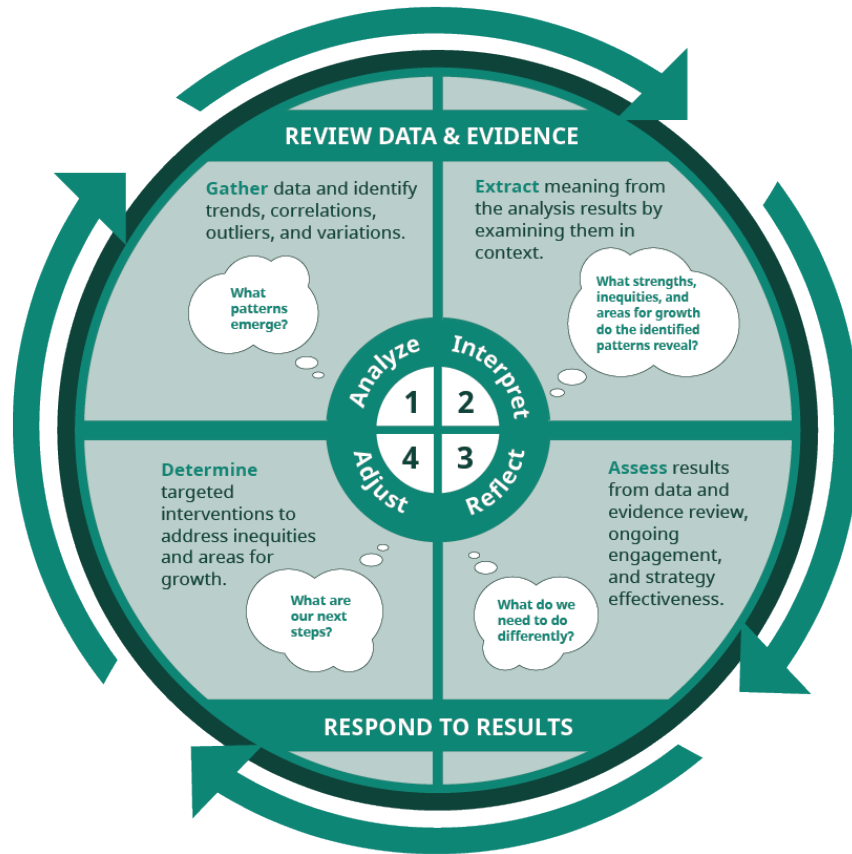 REVIEW DATA & EVIDENCE
Gather data and identify
trends, correlations,
outliers, and variations.
What
patterns
emerge?
Extract meaning from
the analysis results by
examining them in
context.
What strengths,
inequities, and
areas for growth
do the identified
patterns reveal?
Analyze
Interpret
1
2
4
3
Adjust
Reflect
Determine
targeted
interventions to
address inequities
and areas for
growth.
What are
our next
steps?
Assess results
from data and
evidence review,
ongoing
engagement,
and strategy
effectiveness.
What do we
need to do
differently?
RESPOND TO RESULTS